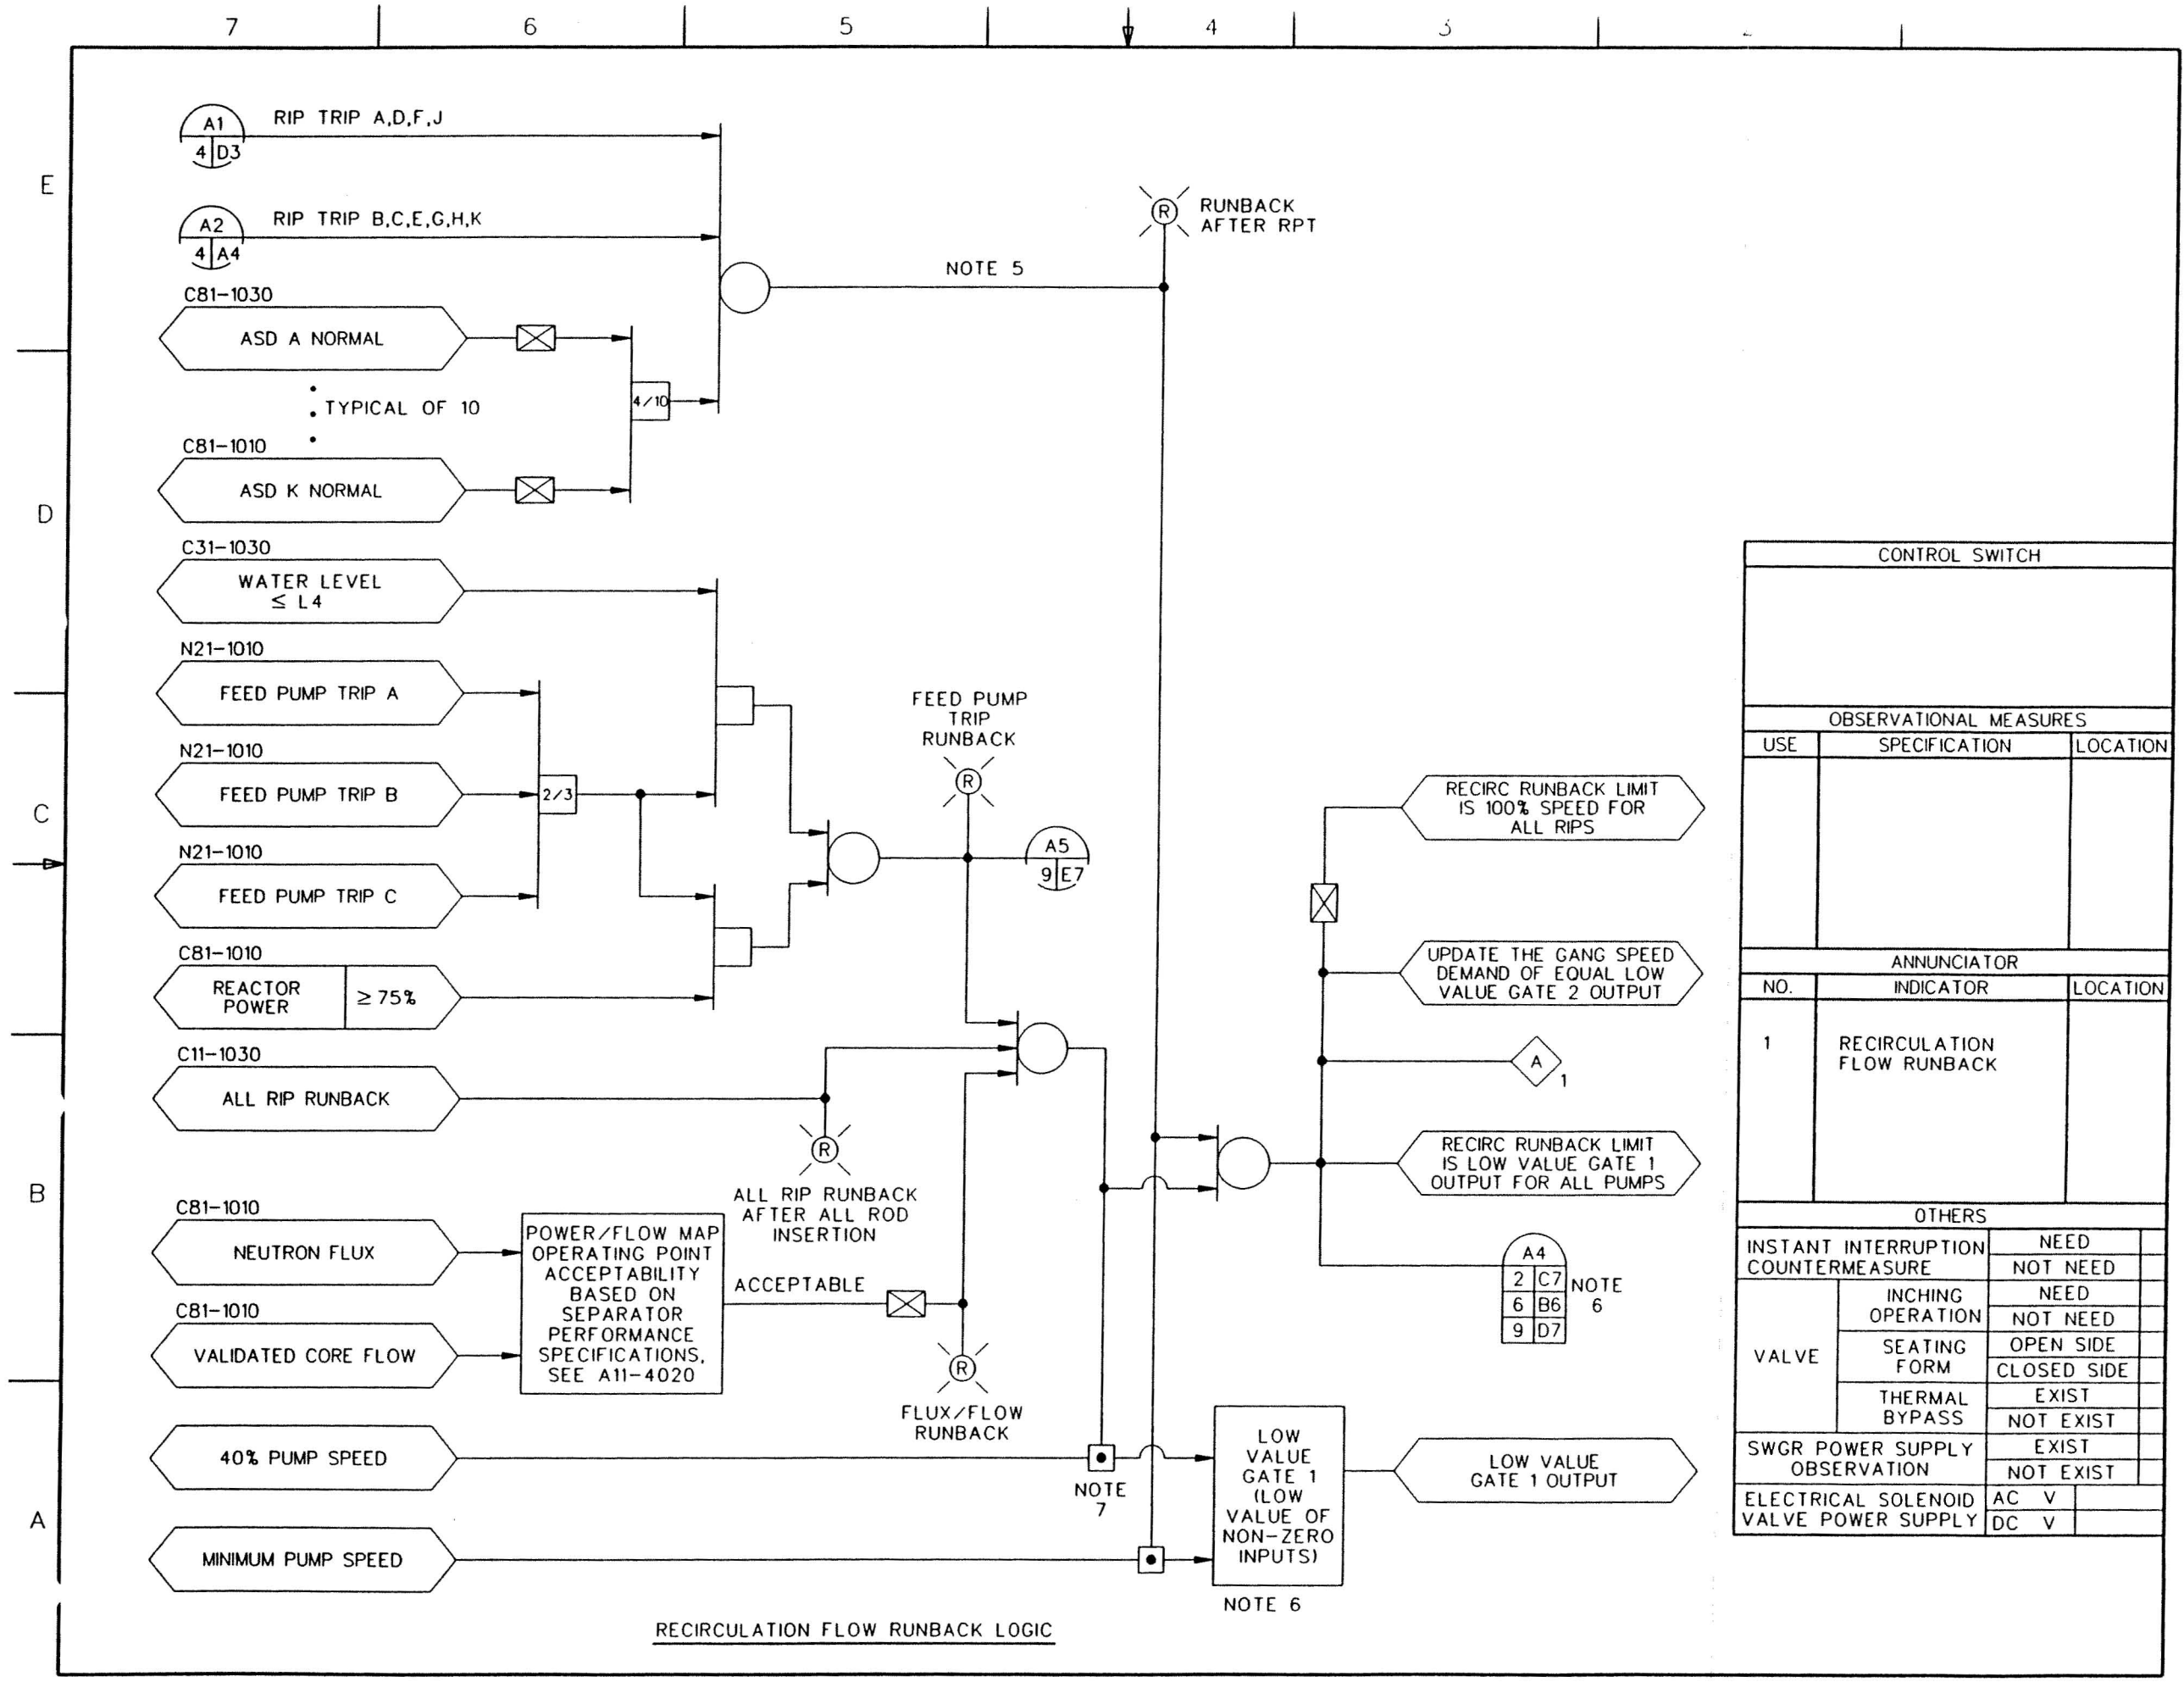 7 6 5 4 3
E
D
C
B
A
A1
4 D3
RIP TRIP A,D,F,J
A2
4 A4
RIP TRIP B,C,E,G,H,K
C81-1030
ASD A NORMAL
TYPICAL OF 10
C81-1010
ASD K NORMAL
4/10
NOTE 5
R
RUNBACK
AFTER RPT
C31-1030
WATER LEVEL
≤ L4
N21-1010
FEED PUMP TRIP A
N21-1010
FEED PUMP TRIP B
2/3
N21-1010
FEED PUMP TRIP C
C81-1010
REACTOR
POWER
≥ 75%
FEED PUMP
TRIP
RUNBACK
R
A5
9 E7
C11-1030
ALL RIP RUNBACK
R
ALL RIP RUNBACK
AFTER ALL ROD
INSERTION
C81-1010
NEUTRON FLUX
C81-1010
VALIDATED CORE FLOW
POWER/FLOW MAP
OPERATING POINT
ACCEPTABILITY
BASED ON
SEPARATOR
PERFORMANCE
SPECIFICATIONS,
SEE A11-4020
ACCEPTABLE
R
FLUX/FLOW
RUNBACK
40% PUMP SPEED
NOTE
7
MINIMUM PUMP SPEED
LOW
VALUE
GATE 1
(LOW
VALUE OF
NON-ZERO
INPUTS)
NOTE 6
LOW VALUE
GATE 1 OUTPUT
RECIRC RUNBACK LIMIT
IS 100% SPEED FOR
ALL RIPS
UPDATE THE GANG SPEED
DEMAND OF EQUAL LOW
VALUE GATE 2 OUTPUT
A
1
RECIRC RUNBACK LIMIT
IS LOW VALUE GATE 1
OUTPUT FOR ALL PUMPS
A4
2 C7
6 B6
9 D7
NOTE
6
CONTROL SWITCH
OBSERVATIONAL MEASURES
USE SPECIFICATION LOCATION
ANNUNCIATOR
NO. INDICATOR LOCATION
1 RECIRCULATION
FLOW RUNBACK
OTHERS
INSTANT INTERRUPTION
COUNTERMEASURE
NEED
NOT NEED
VALVE
INCHING
OPERATION
NEED
NOT NEED
SEATING
FORM
OPEN SIDE
CLOSED SIDE
THERMAL
BYPASS
EXIST
NOT EXIST
SWGR POWER SUPPLY
OBSERVATION
EXIST
NOT EXIST
ELECTRICAL SOLENOID
VALVE POWER SUPPLY
AC V
DC V
RECIRCULATION FLOW RUNBACK LOGIC